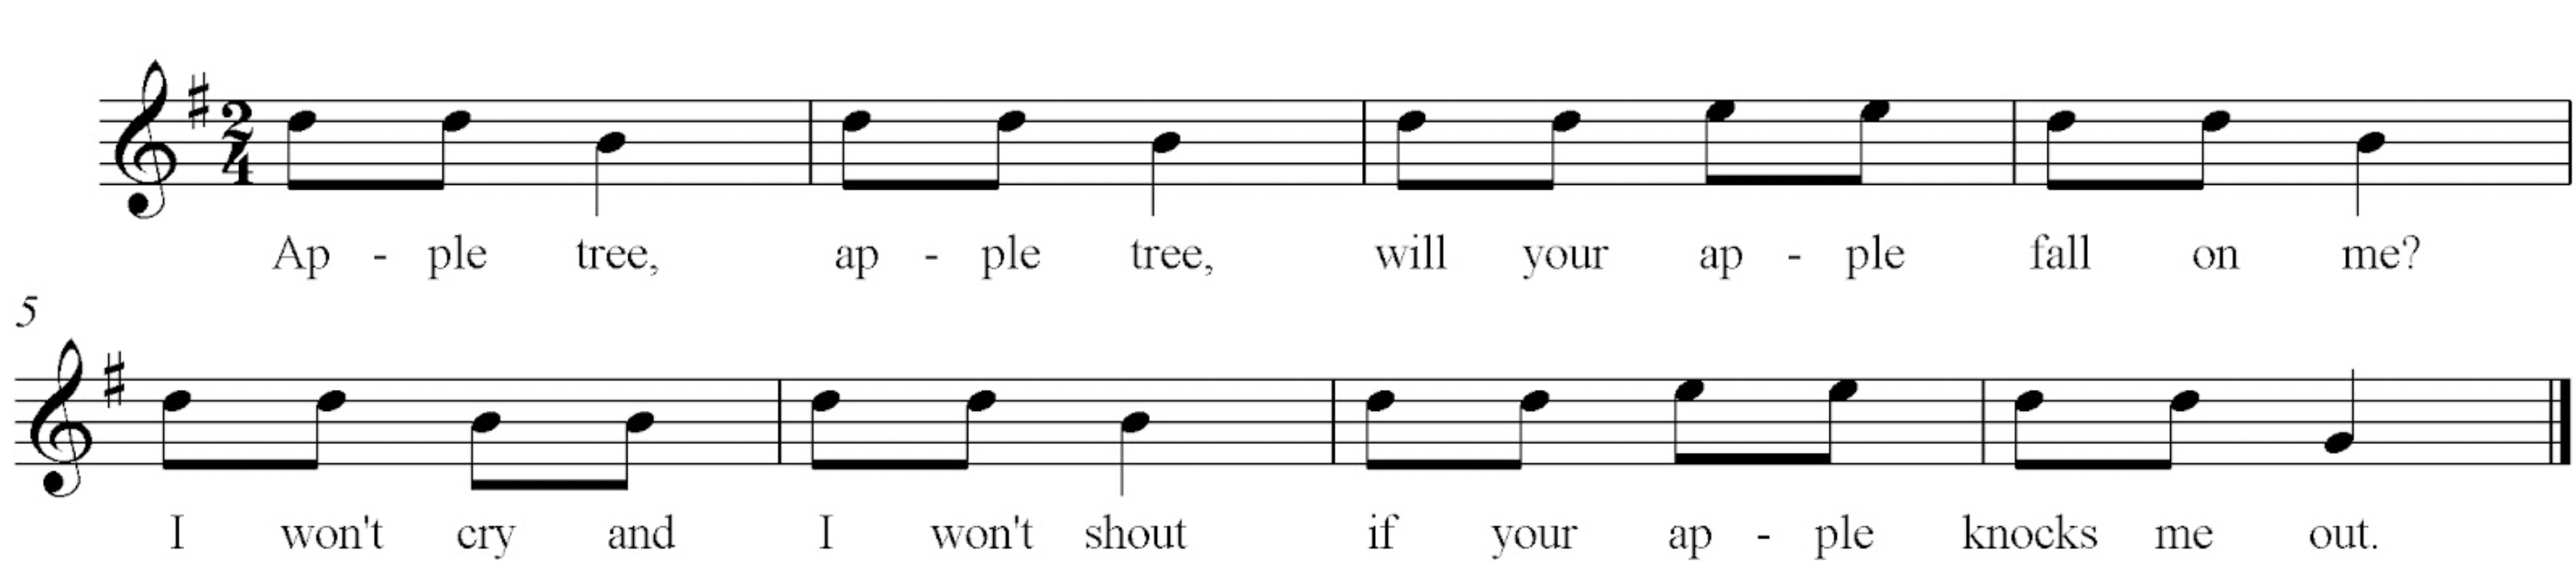 2
4
Ap - ple tree, ap - ple tree, will your ap - ple fall on me?
5
I won't cry and I won't shout if your ap - ple knocks me out.